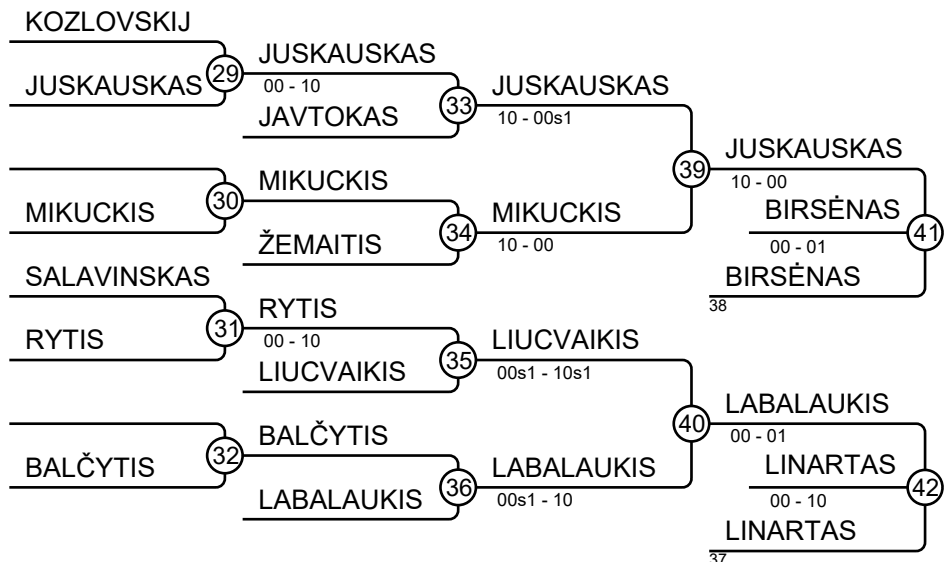 KOZLOVSKIJ
JUSKAUSKAS
29
JUSKAUSKAS
00 - 10
JAVTOKAS
33
JUSKAUSKAS
10 - 00s1
MIKUCKIS
30
MIKUCKIS
ŽEMAITIS
34
MIKUCKIS
10 - 00
39
JUSKAUSKAS
10 - 00
BIRSĖNAS
00 - 01
41
BIRSĖNAS
38
SALAVINSKAS
RYTIS
31
RYTIS
00 - 10
LIUCVAIKIS
35
LIUCVAIKIS
00s1 - 10s1
BALČYTIS
32
BALČYTIS
LABALAUKIS
36
LABALAUKIS
00s1 - 10
40
LABALAUKIS
00 - 01
LINARTAS
00 - 10
42
LINARTAS
37